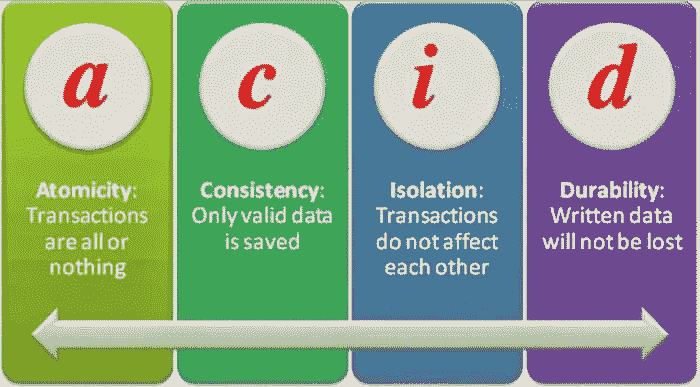 a
Atomicity:
Transactions
are all or
nothing
c
Consistency:
Only valid data
is saved
i
Isolation:
Transactions
do not affect
each other
d
Durability:
Written data
will not be lost